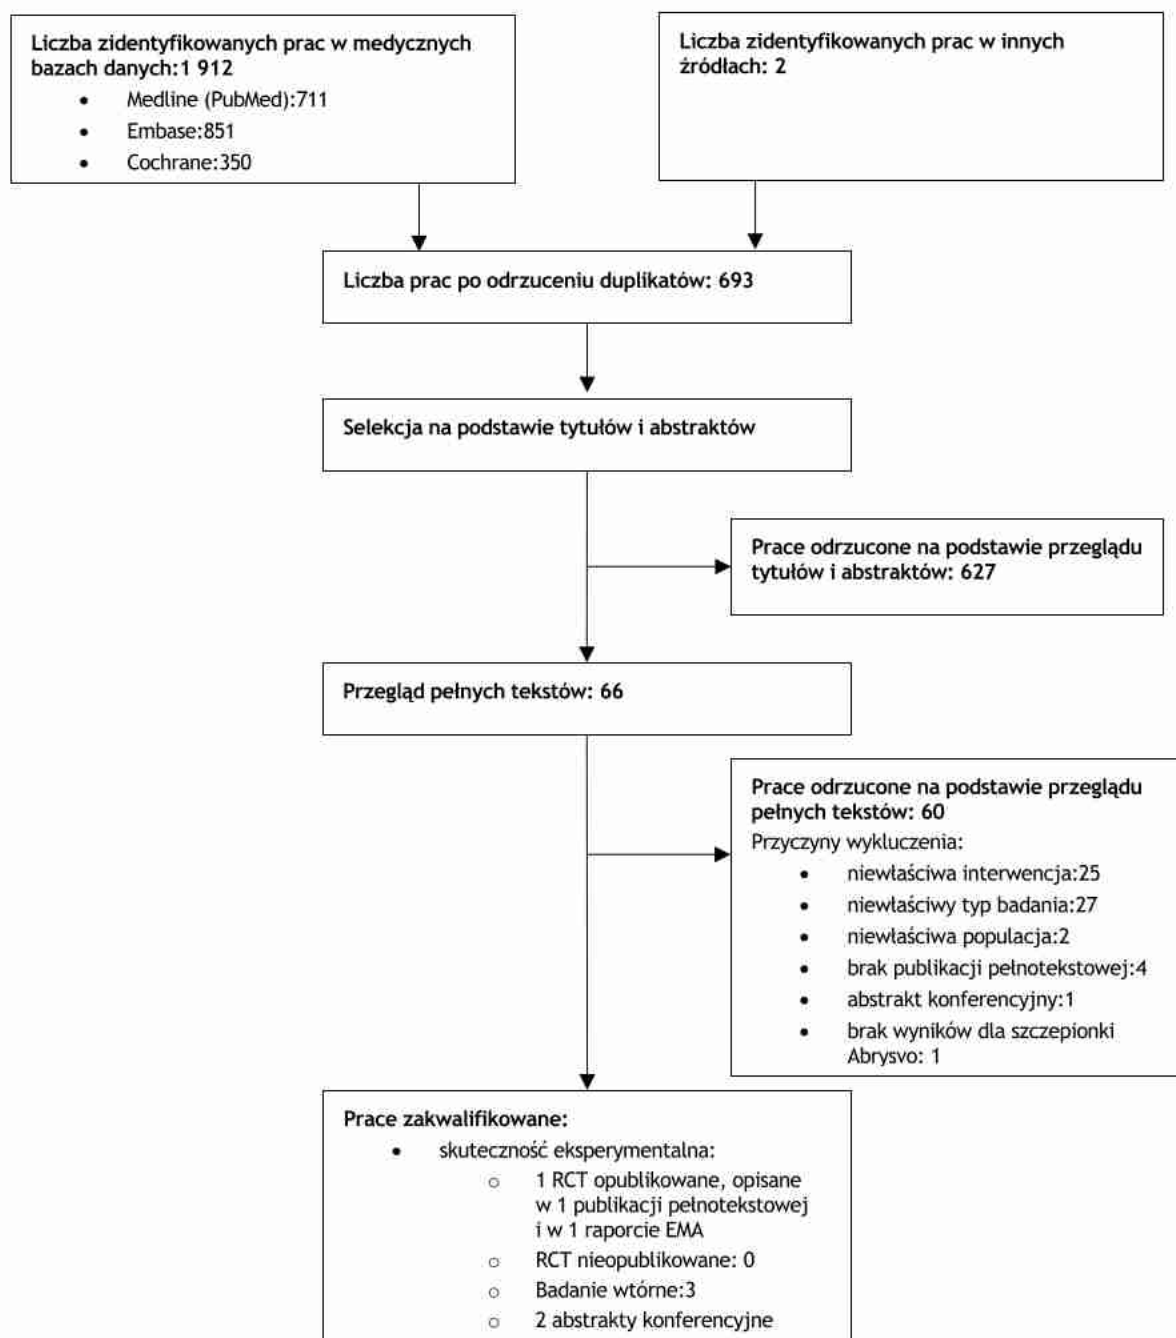 Liczba zidentyfikowanych prac w medycznych
bazach danych:1 912
• Medline (PubMed):711
• Embase:851
• Cochrane:350
Liczba zidentyfikowanych prac w innych
źródłach: 2
Liczba prac po odrzuceniu duplikatów: 693
Selekcja na podstawie tytułów i abstraktów
Prace odrzucone na podstawie przeglądu
tytułów i abstraktów: 627
Przegląd pełnych tekstów: 66
Prace odrzucone na podstawie przeglądu
pełnych tekstów: 60
Przyczyny wykluczenia:
• niewłaściwa interwencja:25
• niewłaściwy typ badania:27
• niewłaściwa populacja:2
• brak publikacji pełnotekstowej:4
• abstrakt konferencyjny:1
• brak wyników dla szczepionki
Abrysvo: 1
Prace zakwalifikowane:
• skuteczność eksperymentalna:
o 1 RCT opublikowane, opisane
w 1 publikacji pełnotekstowej
i w 1 raporcie EMA
o RCT nieopublikowane: 0
o Badanie wtórne:3
o 2 abstrakty konferencyjne